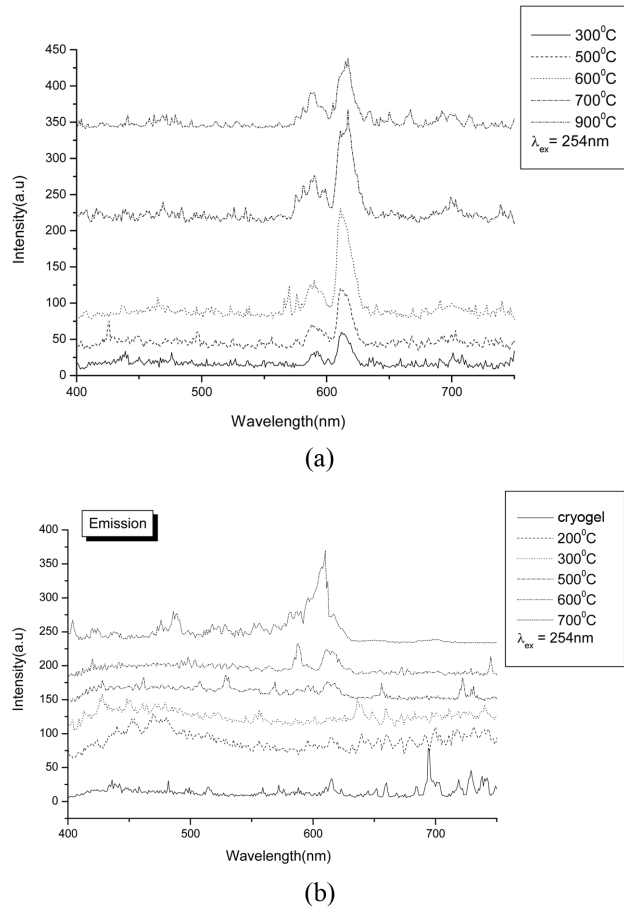 300⁰C
500⁰C
600⁰C
700⁰C
900⁰C
λex = 254nm
450
400
350
300
250
200
150
100
50
0
Intensity(a.u)
400 500 600 700
Wavelength(nm)
(a)
Emission
cryogel
200⁰C
300⁰C
500⁰C
600⁰C
700⁰C
λex = 254nm
400
350
300
250
200
150
100
75
50
25
0
Intensity(a.u)
400 500 600 700
Wavelength(nm)
(b)